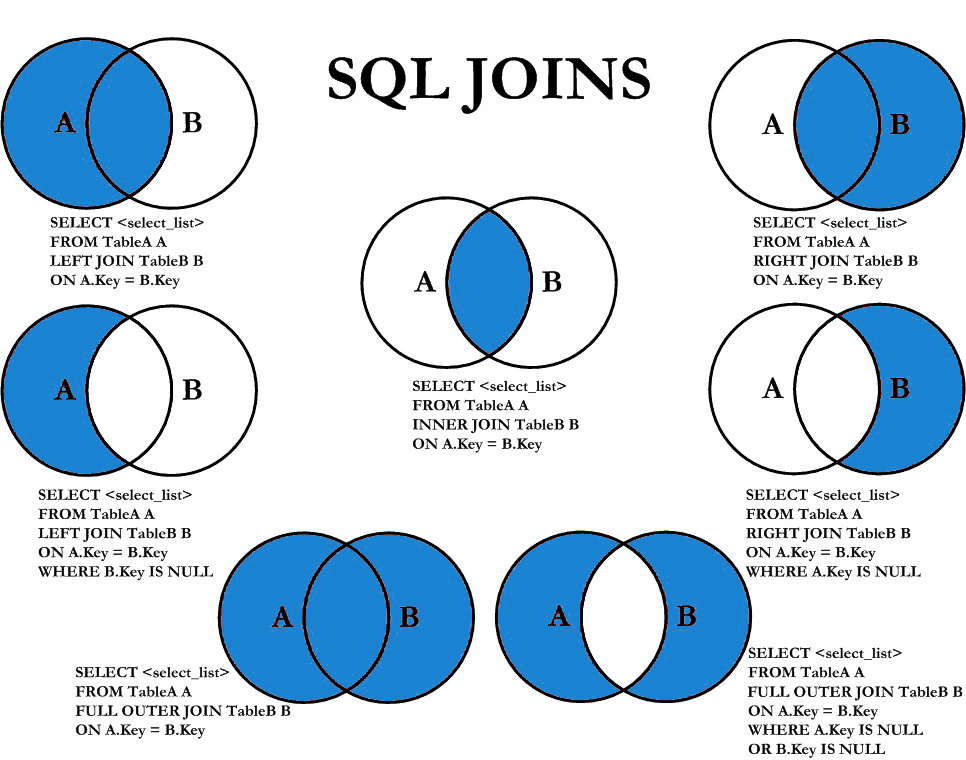 SQL JOINS
A B
SELECT <select_list>
FROM TableA A
LEFT JOIN TableB B
ON A.Key = B.Key
A B
SELECT <select_list>
FROM TableA A
RIGHT JOIN TableB B
ON A.Key = B.Key
A B
SELECT <select_list>
FROM TableA A
INNER JOIN TableB B
ON A.Key = B.Key
A B
SELECT <select_list>
FROM TableA A
LEFT JOIN TableB B
ON A.Key = B.Key
WHERE B.Key IS NULL
A B
SELECT <select_list>
FROM TableA A
RIGHT JOIN TableB B
ON A.Key = B.Key
WHERE A.Key IS NULL
A B
SELECT <select_list>
FROM TableA A
FULL OUTER JOIN TableB B
ON A.Key = B.Key
A B
SELECT <select_list>
FROM TableA A
FULL OUTER JOIN TableB B
ON A.Key = B.Key
WHERE A.Key IS NULL
OR B.Key IS NULL